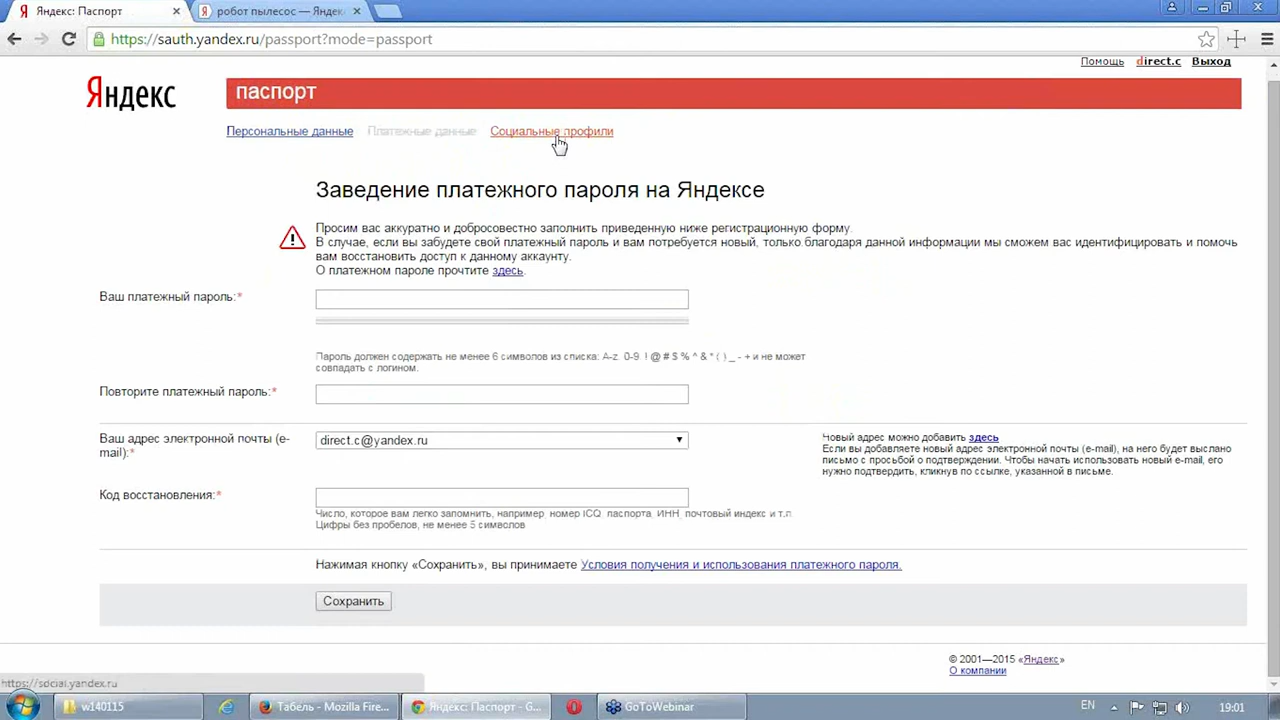 Яндекс: Паспорт
робот пылесос — Яндекс
https://sauth.yandex.ru/passport?mode=passport
Помощь direct.c Выход
Яндекс
паспорт
Персональные данные Платежные данные Социальные профили
Заведение платежного пароля на Яндексе
Просим вас аккуратно и добросовестно заполнить приведенную ниже регистрационную форму.
В случае, если вы забудете свой платежный пароль и вам потребуется новый, только благодаря данной информации мы сможем вас идентифицировать и помочь
вам восстановить доступ к данному аккаунту.
О платежном пароле прочтите здесь.
Ваш платежный пароль:*
Пароль должен содержать не менее 6 символов из списка: A-z, 0-9, ! @ # $ % ^ & * ( ) _ - + и не может
совпадать с логином.
Повторите платежный пароль:*
Ваш адрес электронной почты (e-
mail):*
direct.c@yandex.ru
Новый адрес можно добавить здесь
Если вы добавляете новый адрес электронной почты (e-mail), на него будет выслано
письмо с просьбой о подтверждении. Чтобы начать использовать новый e-mail, его
нужно подтвердить, кликнув по ссылке, указанной в письме.
Код восстановления:*
Число, которое вам легко запомнить, например, номер ICQ, паспорта, ИНН, почтовый индекс и т.п.
Цифры без пробелов, не менее 5 символов
Нажимая кнопку «Сохранить», вы принимаете Условия получения и использования платежного пароля.
Сохранить
© 2001—2015 «Яндекс»
О компании
https://social.yandex.ru
w140115
Табель - Mozilla Fire...
Яндекс: Паспорт - G...
GoToWebinar
EN
19:01